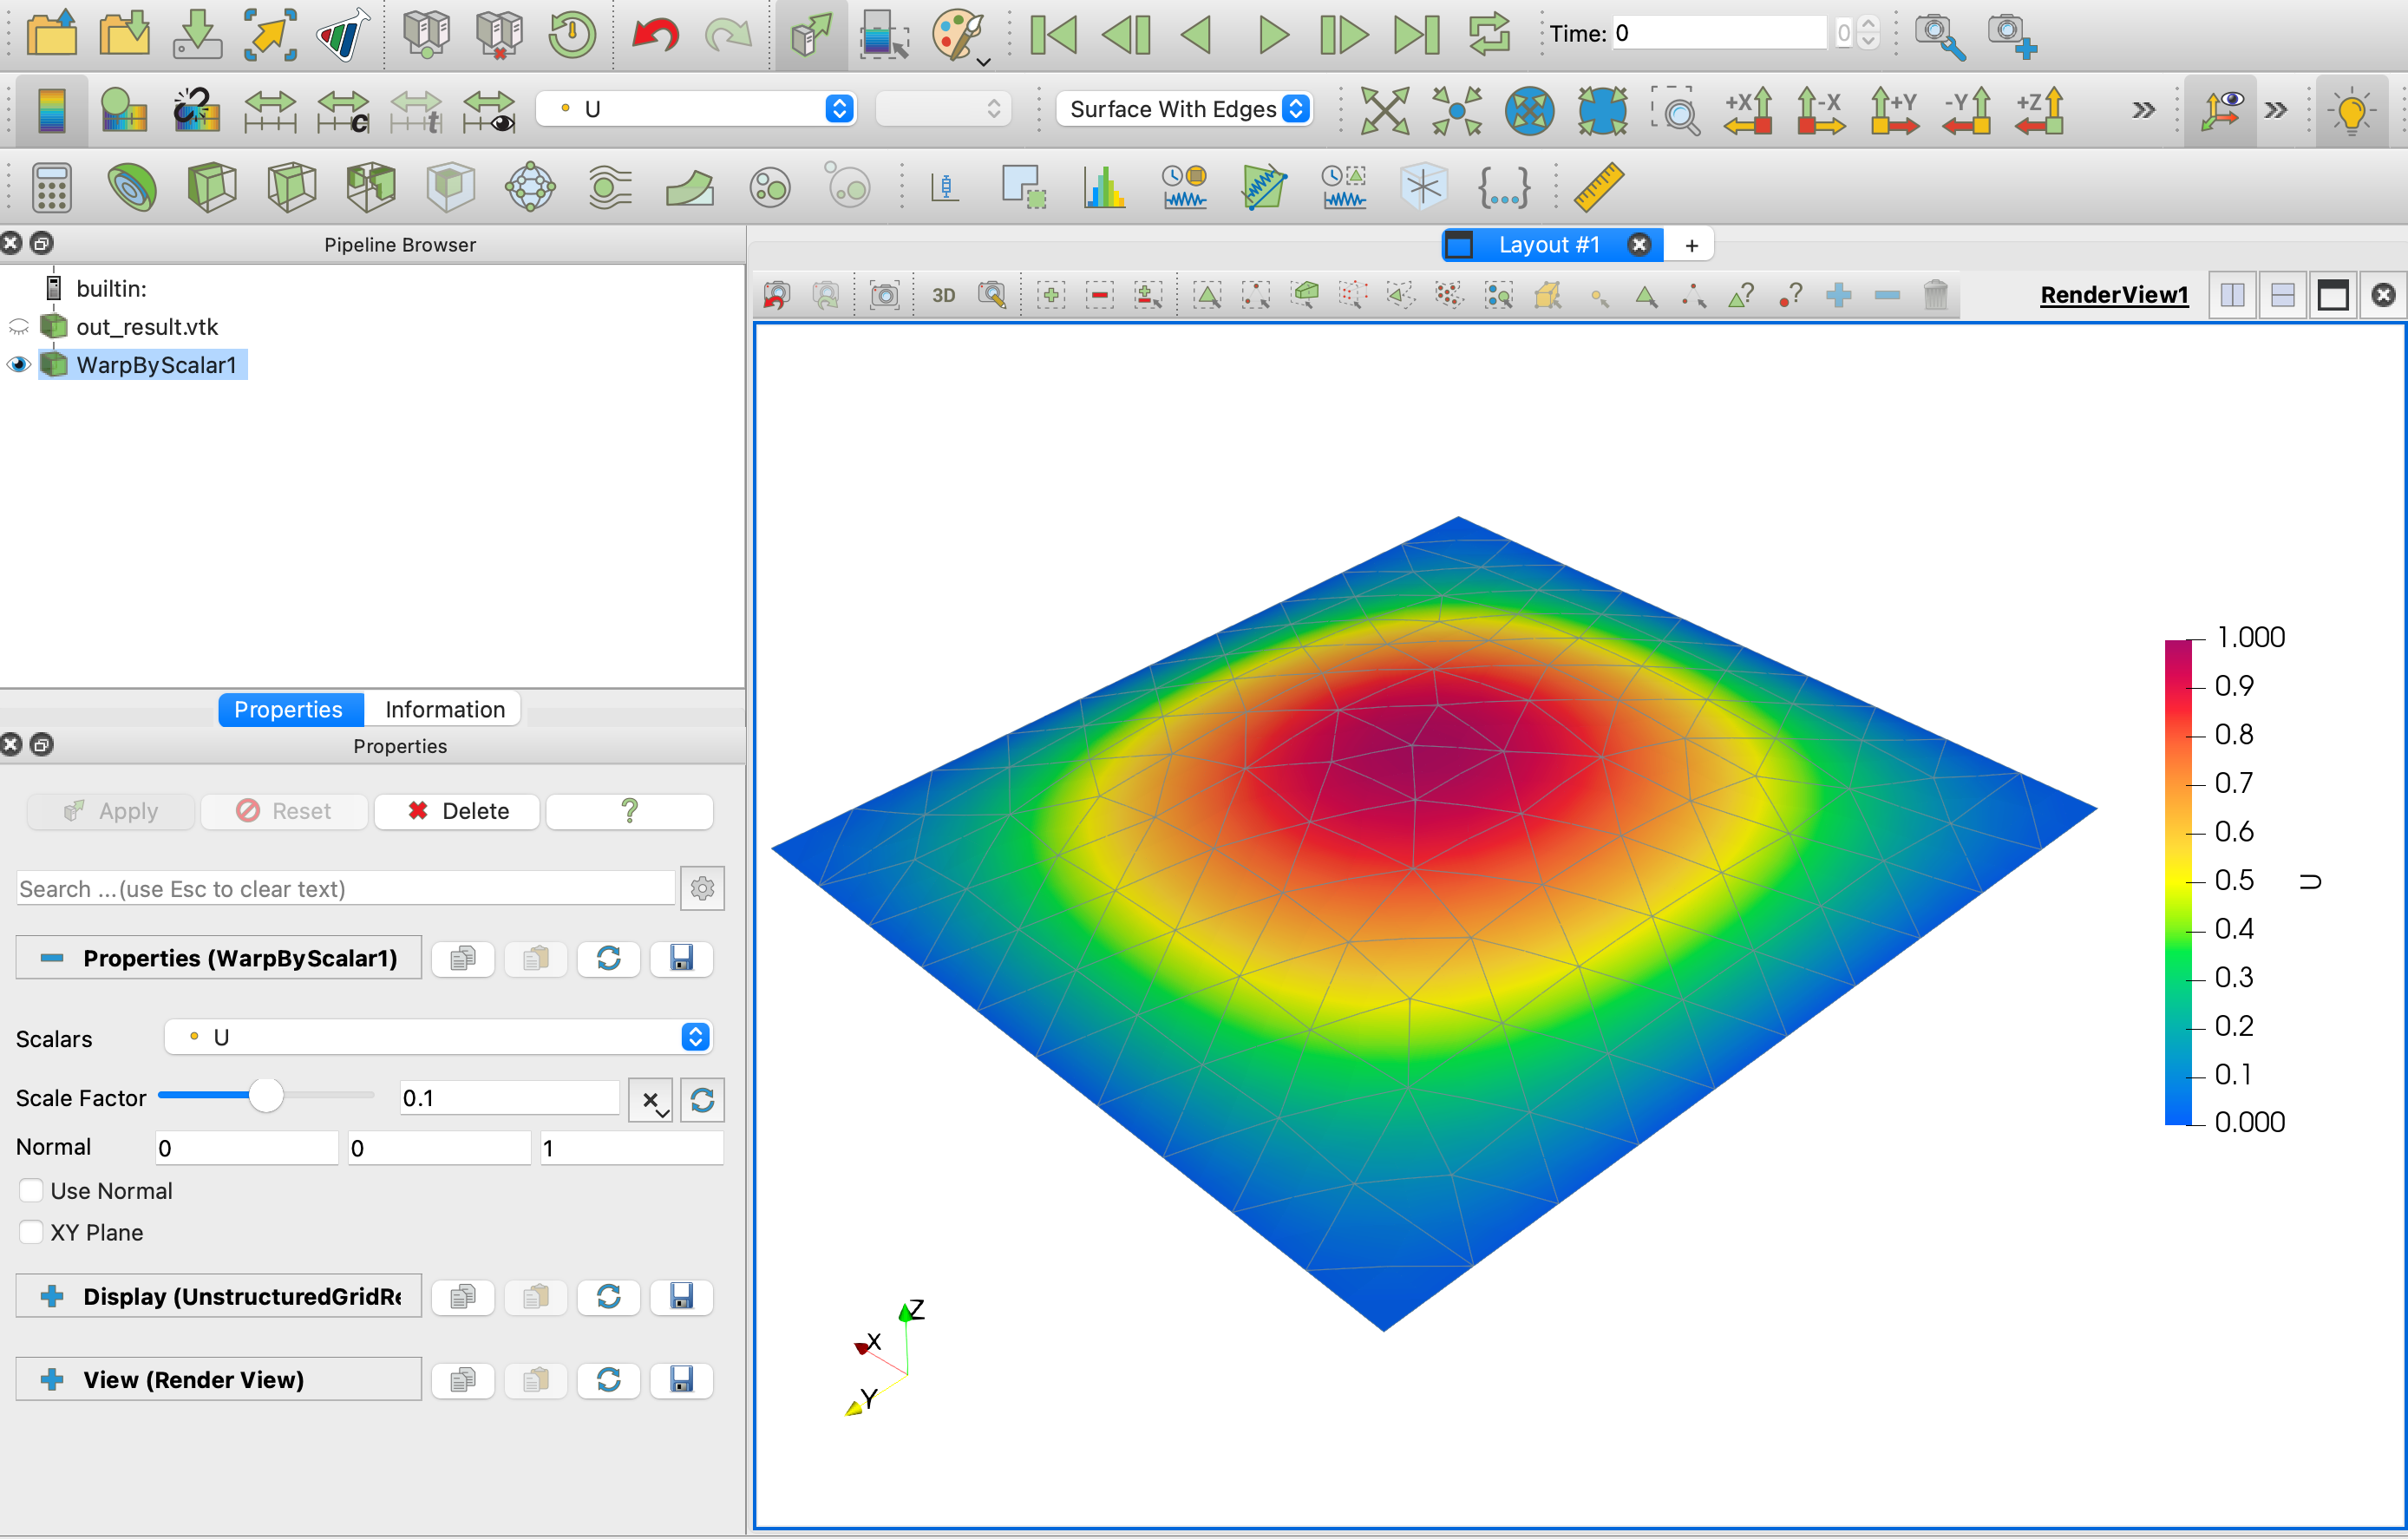 Time: 0
0
c
t
U
Surface With Edges
+X
-X
+Y
-Y
+Z
»
»
{...}
Pipeline Browser
Layout #1
+
builtin:
3D
?
?
RenderView1
out_result.vtk
WarpByScalar1
Properties
Information
Properties
Apply
Reset
Delete
?
Search ... (use Esc to clear text)
Properties (WarpByScalar1)
Scalars
U
Scale Factor
0.1
×
Normal
0
0
1
Use Normal
XY Plane
Display (UnstructuredGridRe
View (Render View)
1.000
0.9
0.8
0.7
0.6
0.5
0.4
0.3
0.2
0.1
0.000
U
Z
X
Y